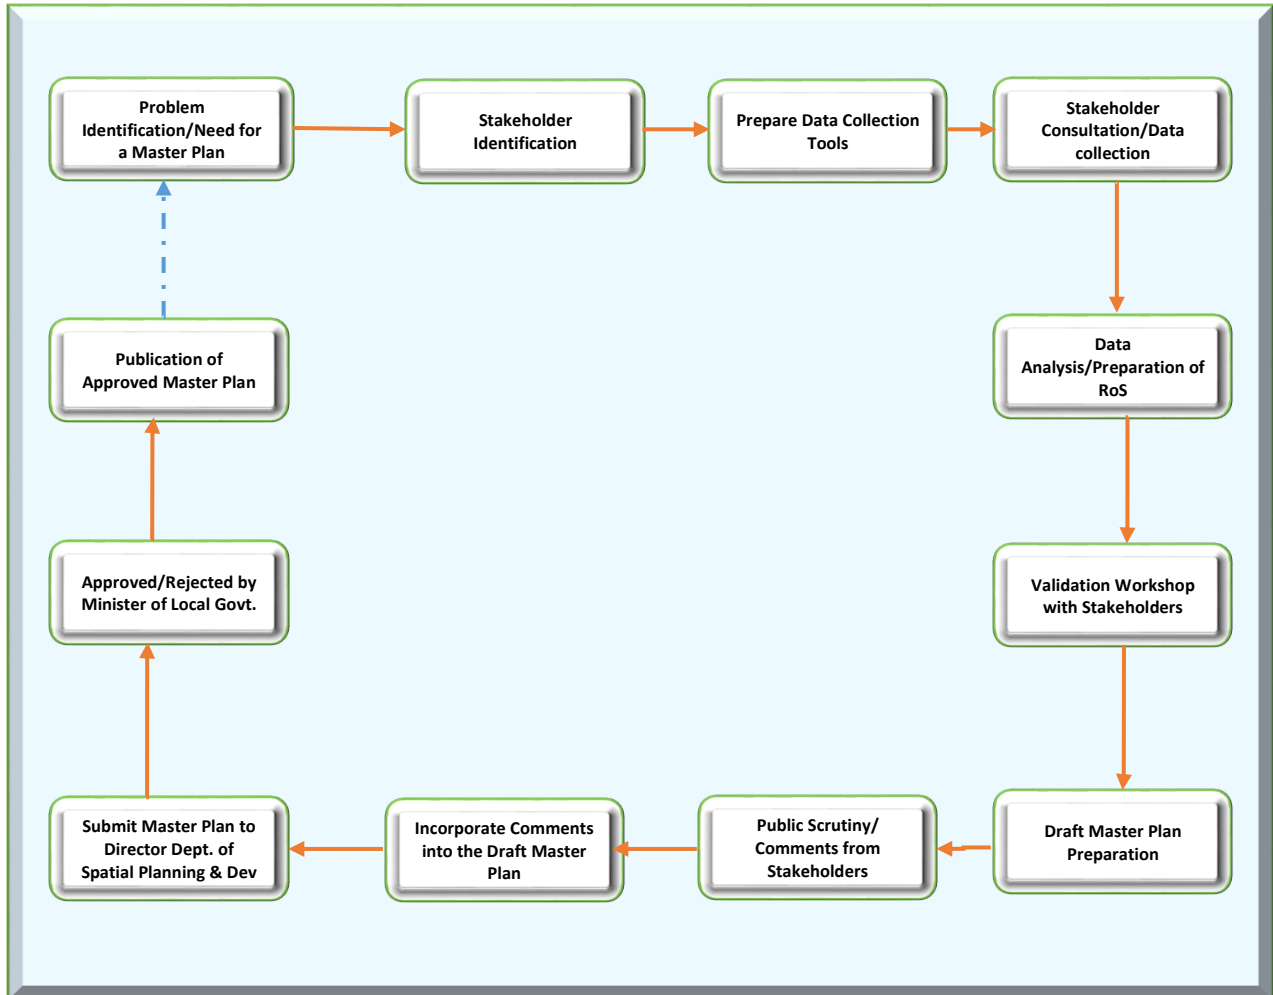 Problem
Identification/Need for
a Master Plan
Stakeholder
Identification
Prepare Data Collection
Tools
Stakeholder
Consultation/Data
collection
Data
Analysis/Preparation of
RoS
Validation Workshop
with Stakeholders
Draft Master Plan
Preparation
Public Scrutiny/
Comments from
Stakeholders
Incorporate Comments
into the Draft Master
Plan
Submit Master Plan to
Director Dept. of
Spatial Planning & Dev
Approved/Rejected by
Minister of Local Govt.
Publication of
Approved Master Plan